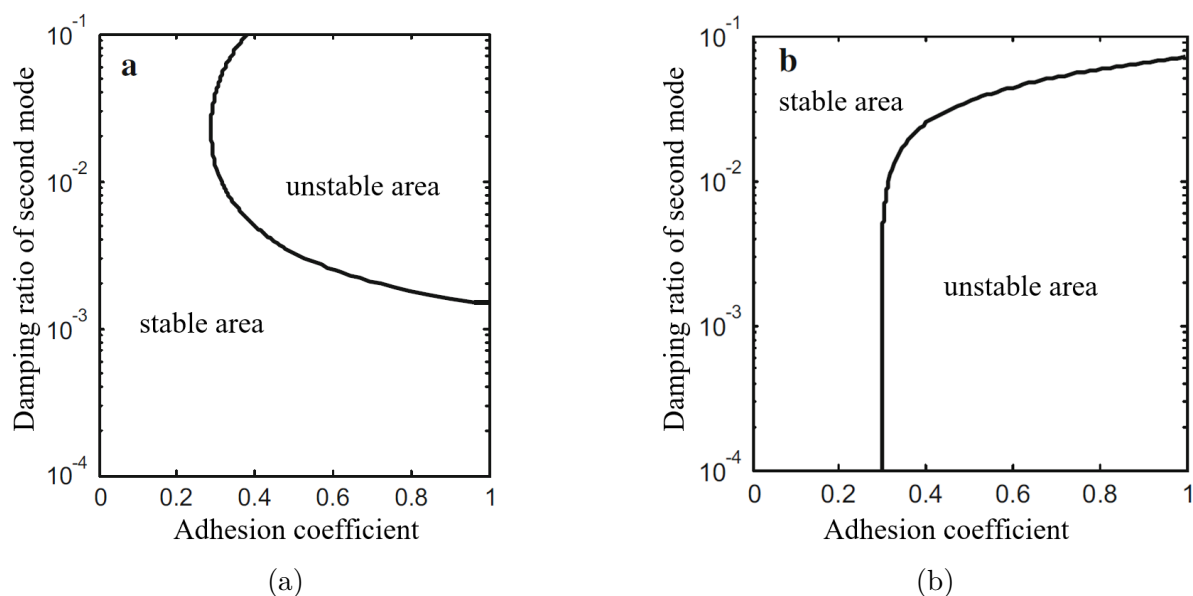 a
stable area
unstable area
Damping ratio of second mode
10^-1
10^-2
10^-3
10^-4
0 0.2 0.4 0.6 0.8 1
Adhesion coefficient
(a)
b
stable area
unstable area
Damping ratio of second mode
10^-1
10^-2
10^-3
10^-4
0 0.2 0.4 0.6 0.8 1
Adhesion coefficient
(b)